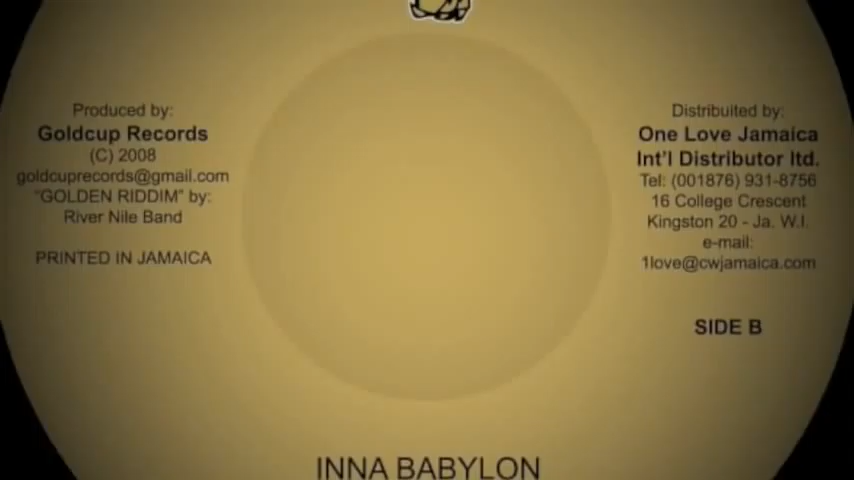 Produced by:
Goldcup Records
(C) 2008
goldcuprecords@gmail.com
"GOLDEN RIDDIM" by:
River Nile Band
PRINTED IN JAMAICA
Distribuited by:
One Love Jamaica
Int'l Distributor ltd.
Tel: (001876) 931-8756
16 College Crescent
Kingston 20 - Ja. W.I.
e-mail:
1love@cwjamaica.com
SIDE B
INNA BABYLON